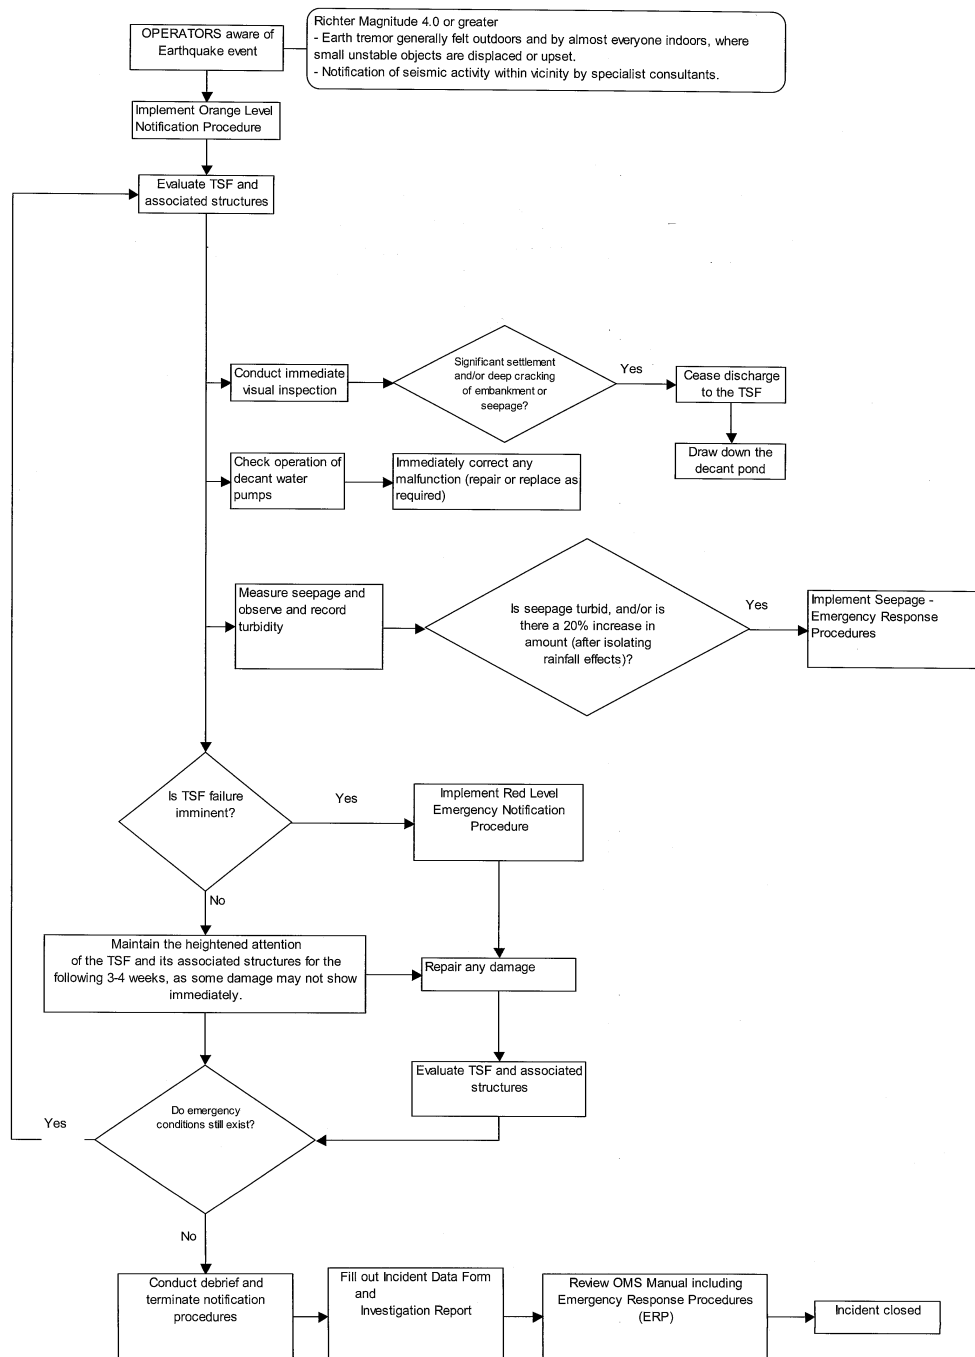 OPERATORS aware of
Earthquake event
Richter Magnitude 4.0 or greater
- Earth tremor generally felt outdoors and by almost everyone indoors, where
small unstable objects are displaced or upset.
- Notification of seismic activity within vicinity by specialist consultants.
Implement Orange Level
Notification Procedure
Evaluate TSF and
associated structures
Conduct immediate
visual inspection
Significant settlement
and/or deep cracking
of embankment or
seepage?
Yes
Cease discharge
to the TSF
Draw down the
decant pond
Check operation of
decant water
pumps
Immediately correct any
malfunction (repair or replace as
required)
Measure seepage and
observe and record
turbidity
Is seepage turbid, and/or is
there a 20% increase in
amount (after isolating
rainfall effects)?
Yes
Implement Seepage -
Emergency Response
Procedures
Is TSF failure
imminent?
Yes
Implement Red Level
Emergency Notification
Procedure
No
Maintain the heightened attention
of the TSF and its associated structures for the
following 3-4 weeks, as some damage may not show
immediately.
Repair any damage
Evaluate TSF and associated
structures
Do emergency
conditions still exist?
Yes
No
Conduct debrief and
terminate notification
procedures
Fill out Incident Data Form
and
Investigation Report
Review OMS Manual including
Emergency Response Procedures
(ERP)
Incident closed